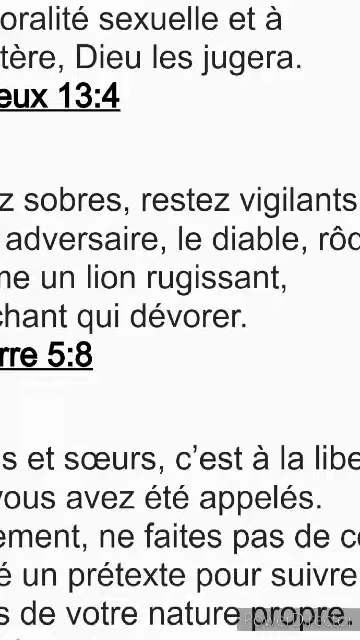 oralité sexuelle et à
tère, Dieu les jugera.
eux 13:4
z sobres, restez vigilants
adversaire, le diable, rôd
me un lion rugissant,
chant qui dévorer.
rre 5:8
s et sœurs, c’est à la libe
vous avez été appelés.
ement, ne faites pas de c
é un prétexte pour suivre
s de votre nature propre.
PowerDirector